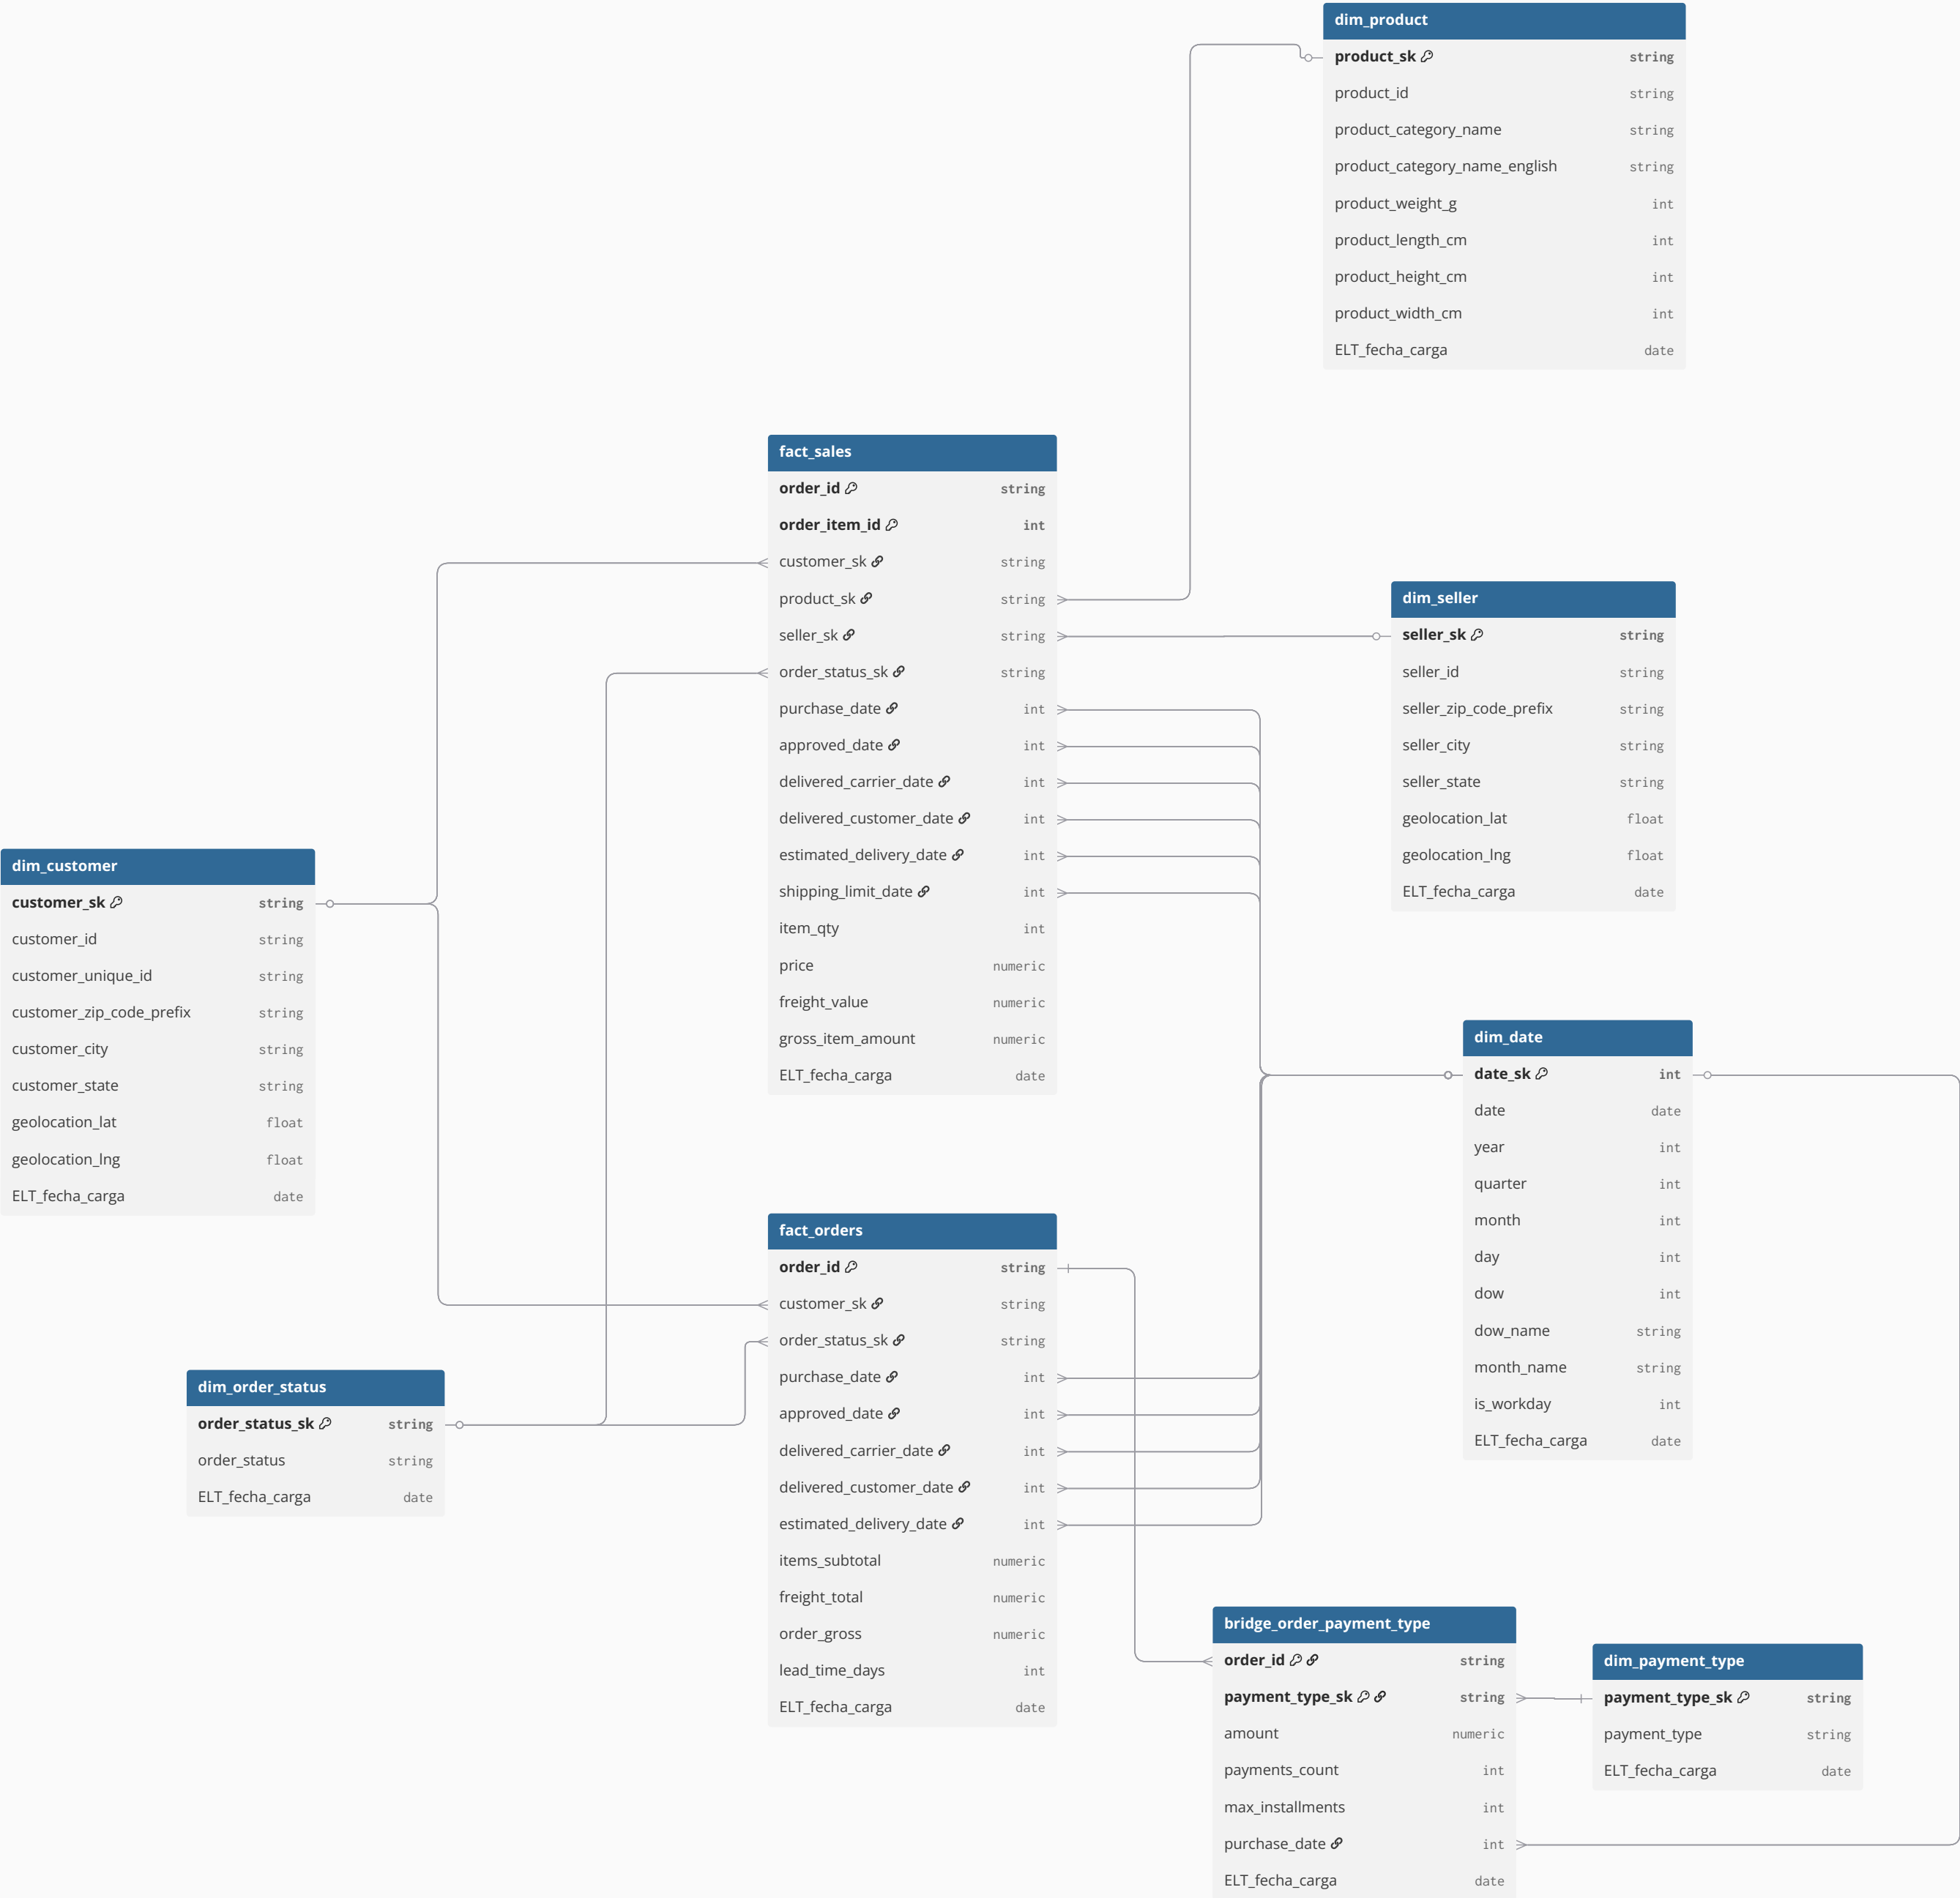 dim_product
product_sk string
product_id string
product_category_name string
product_category_name_english string
product_weight_g int
product_length_cm int
product_height_cm int
product_width_cm int
ELT_fecha_carga date
fact_sales
order_id string
order_item_id int
customer_sk string
product_sk string
seller_sk string
order_status_sk string
purchase_date int
approved_date int
delivered_carrier_date int
delivered_customer_date int
estimated_delivery_date int
shipping_limit_date int
item_qty int
price numeric
freight_value numeric
gross_item_amount numeric
ELT_fecha_carga date
dim_seller
seller_sk string
seller_id string
seller_zip_code_prefix string
seller_city string
seller_state string
geolocation_lat float
geolocation_lng float
ELT_fecha_carga date
dim_customer
customer_sk string
customer_id string
customer_unique_id string
customer_zip_code_prefix string
customer_city string
customer_state string
geolocation_lat float
geolocation_lng float
ELT_fecha_carga date
dim_date
date_sk int
date date
year int
quarter int
month int
day int
dow int
dow_name string
month_name string
is_workday int
ELT_fecha_carga date
fact_orders
order_id string
customer_sk string
order_status_sk string
purchase_date int
approved_date int
delivered_carrier_date int
delivered_customer_date int
estimated_delivery_date int
items_subtotal numeric
freight_total numeric
order_gross numeric
lead_time_days int
ELT_fecha_carga date
dim_order_status
order_status_sk string
order_status string
ELT_fecha_carga date
bridge_order_payment_type
order_id string
payment_type_sk string
amount numeric
payments_count int
max_installments int
purchase_date int
ELT_fecha_carga date
dim_payment_type
payment_type_sk string
payment_type string
ELT_fecha_carga date